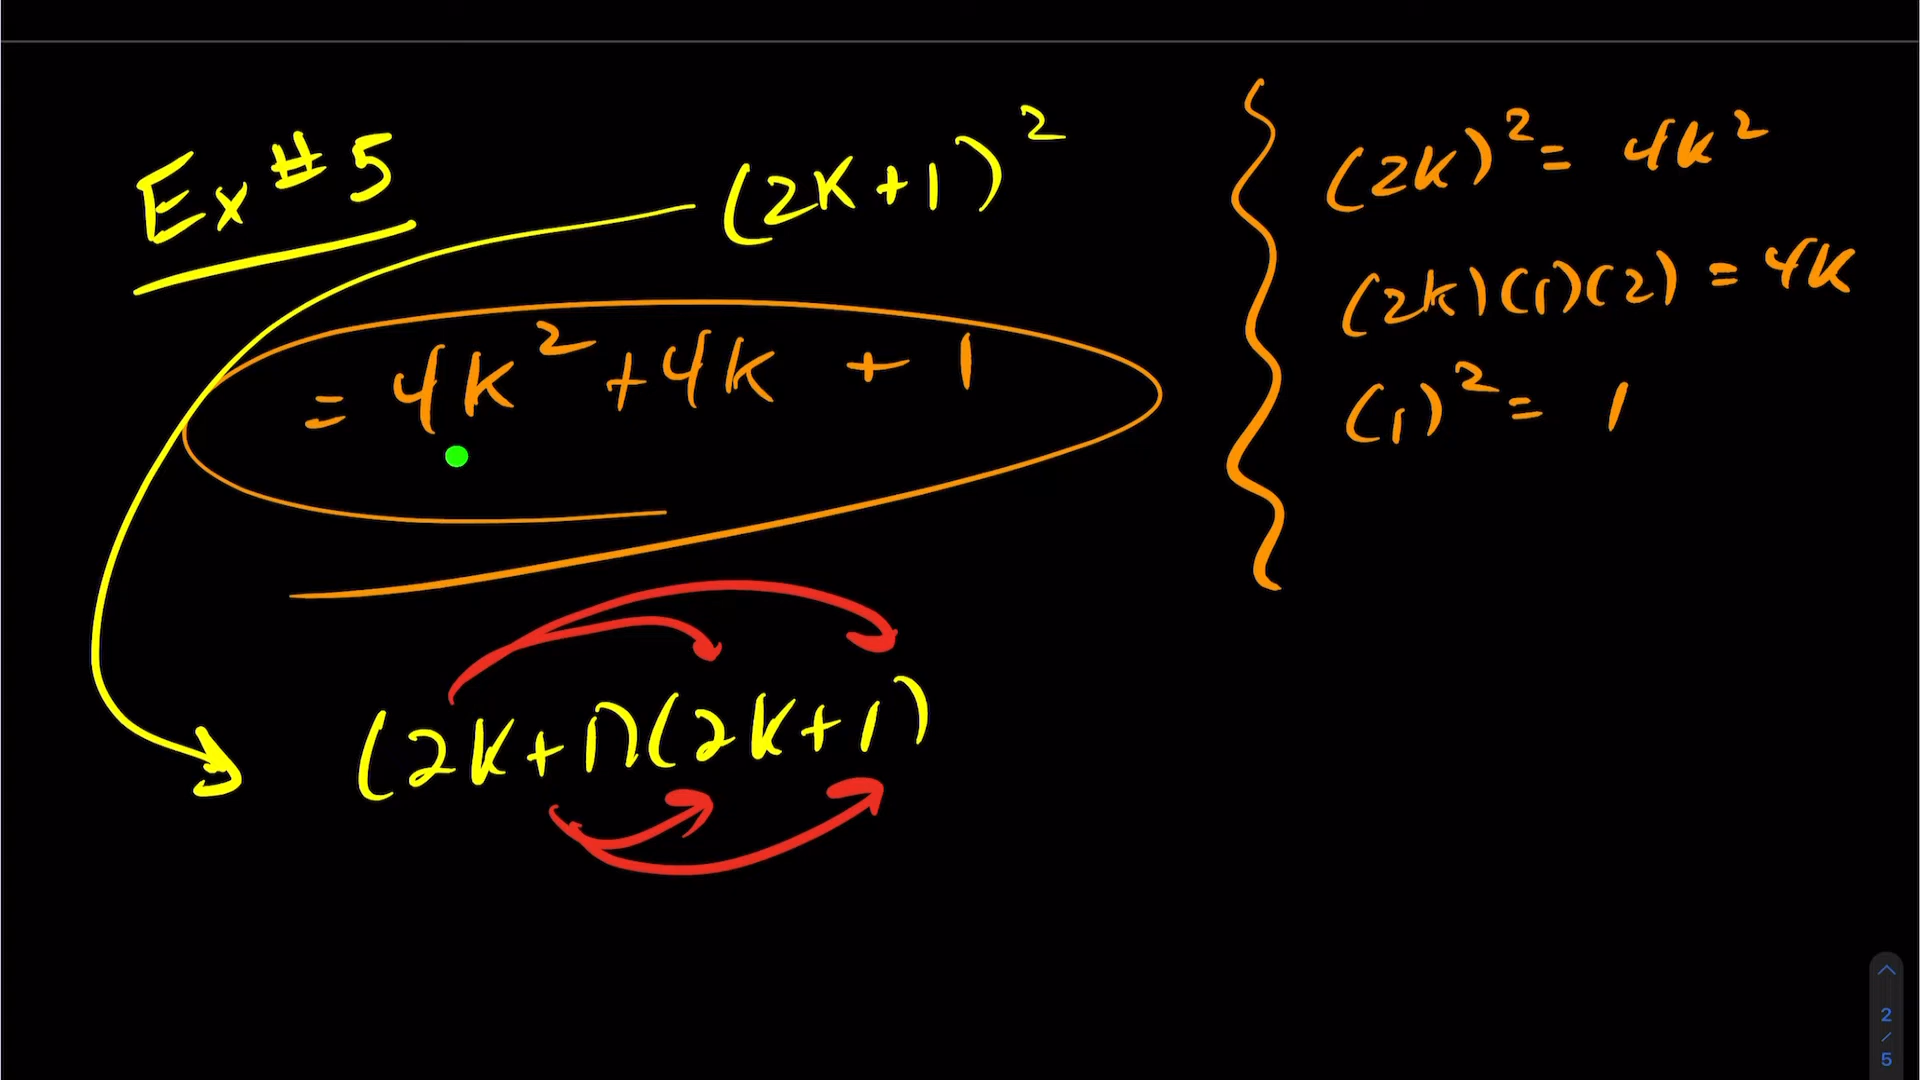 Ex #5
(2K+1)²
= 4K² + 4K + 1
(2K+1)(2K+1)
(2K)² = 4K²
(2K)(1)(2) = 4K
(1)² = 1
2
/
5